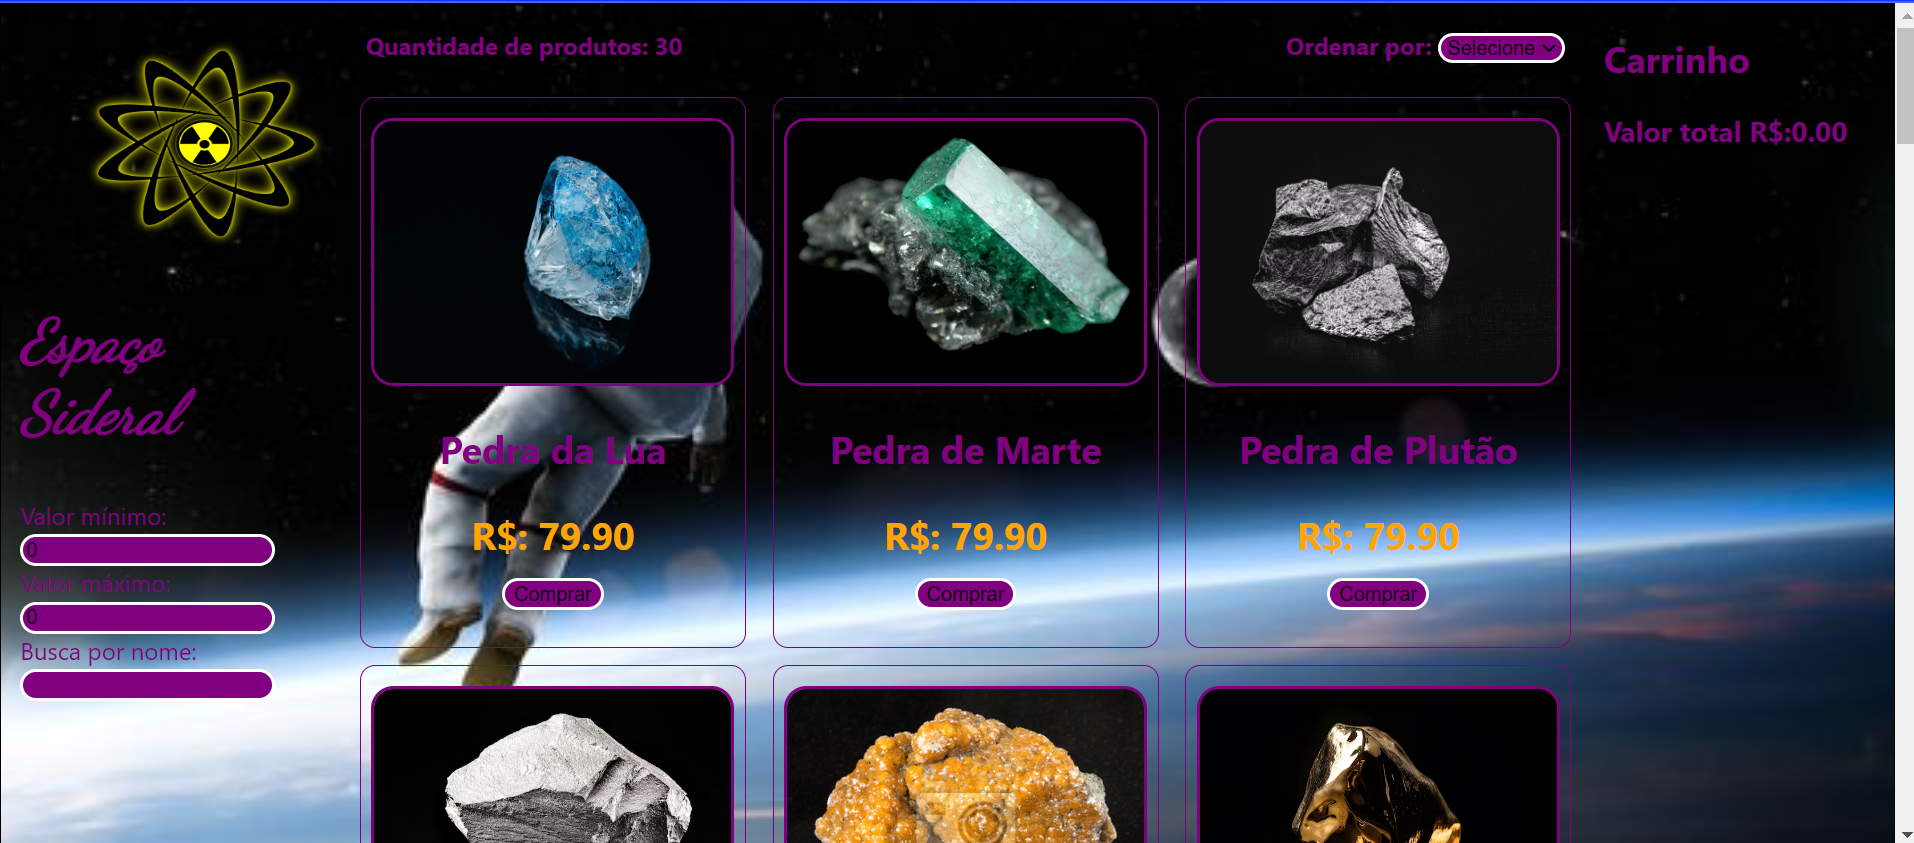 Quantidade de produtos: 30
Ordenar por: Selecione
Carrinho
Valor total R$:0.00
Espaço
Sideral
Valor mínimo:
0
Valor máximo:
0
Busca por nome:
Pedra da Lua
R$: 79.90
Comprar
Pedra de Marte
R$: 79.90
Comprar
Pedra de Plutão
R$: 79.90
Comprar